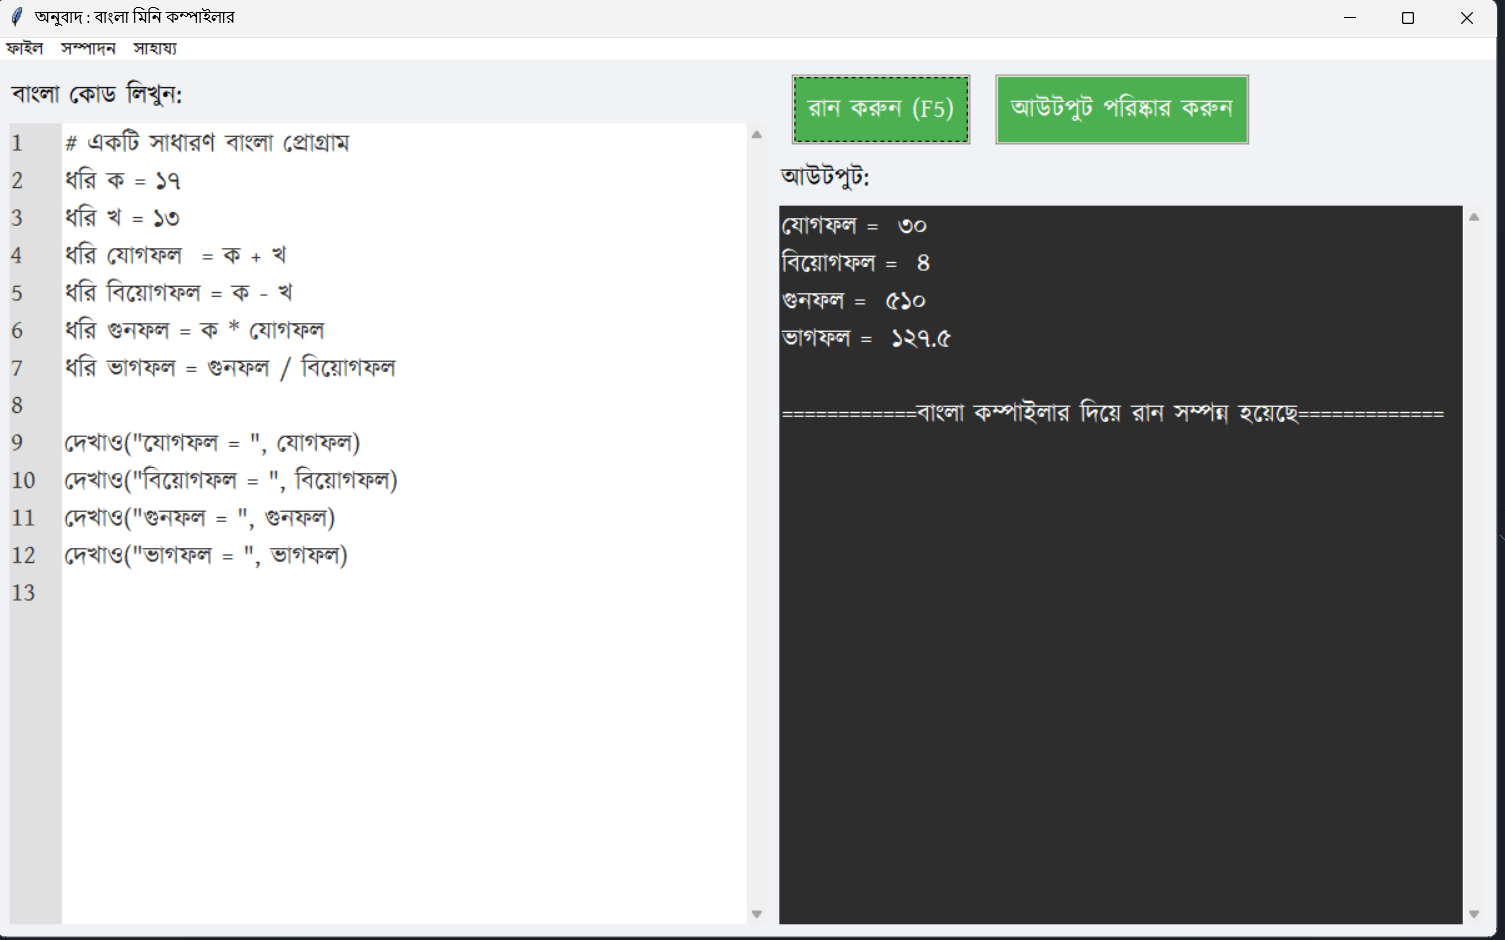 অনুবাদ : বাংলা মিনি কম্পাইলার
ফাইল সম্পাদন সাহায্য
বাংলা কোড লিখুন:
1 # একটি সাধারণ বাংলা প্রোগ্রাম
2 ধরি ক = ১৭
3 ধরি খ = ১৩
4 ধরি যোগফল  = ক + খ
5 ধরি বিয়োগফল = ক - খ
6 ধরি গুনফল = ক * যোগফল
7 ধরি ভাগফল = গুনফল / বিয়োগফল
8
9 দেখাও("যোগফল = ", যোগফল)
10 দেখাও("বিয়োগফল = ", বিয়োগফল)
11 দেখাও("গুনফল = ", গুনফল)
12 দেখাও("ভাগফল = ", ভাগফল)
13
রান করুন (F5)
আউটপুট পরিষ্কার করুন
আউটপুট:
যোগফল =  ৩০
বিয়োগফল =  ৪
গুনফল =  ৫১০
ভাগফল =  ১২৭.৫
============বাংলা কম্পাইলার দিয়ে রান সম্পন্ন হয়েছে=============